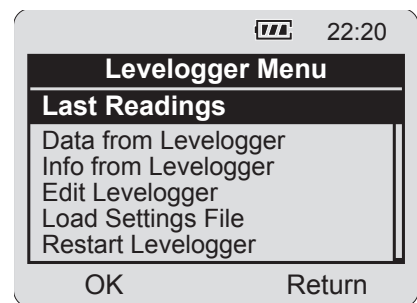 22:20
Levelogger Menu
Last Readings
Data from Levelogger
Info from Levelogger
Edit Levelogger
Load Settings File
Restart Levelogger
OK Return